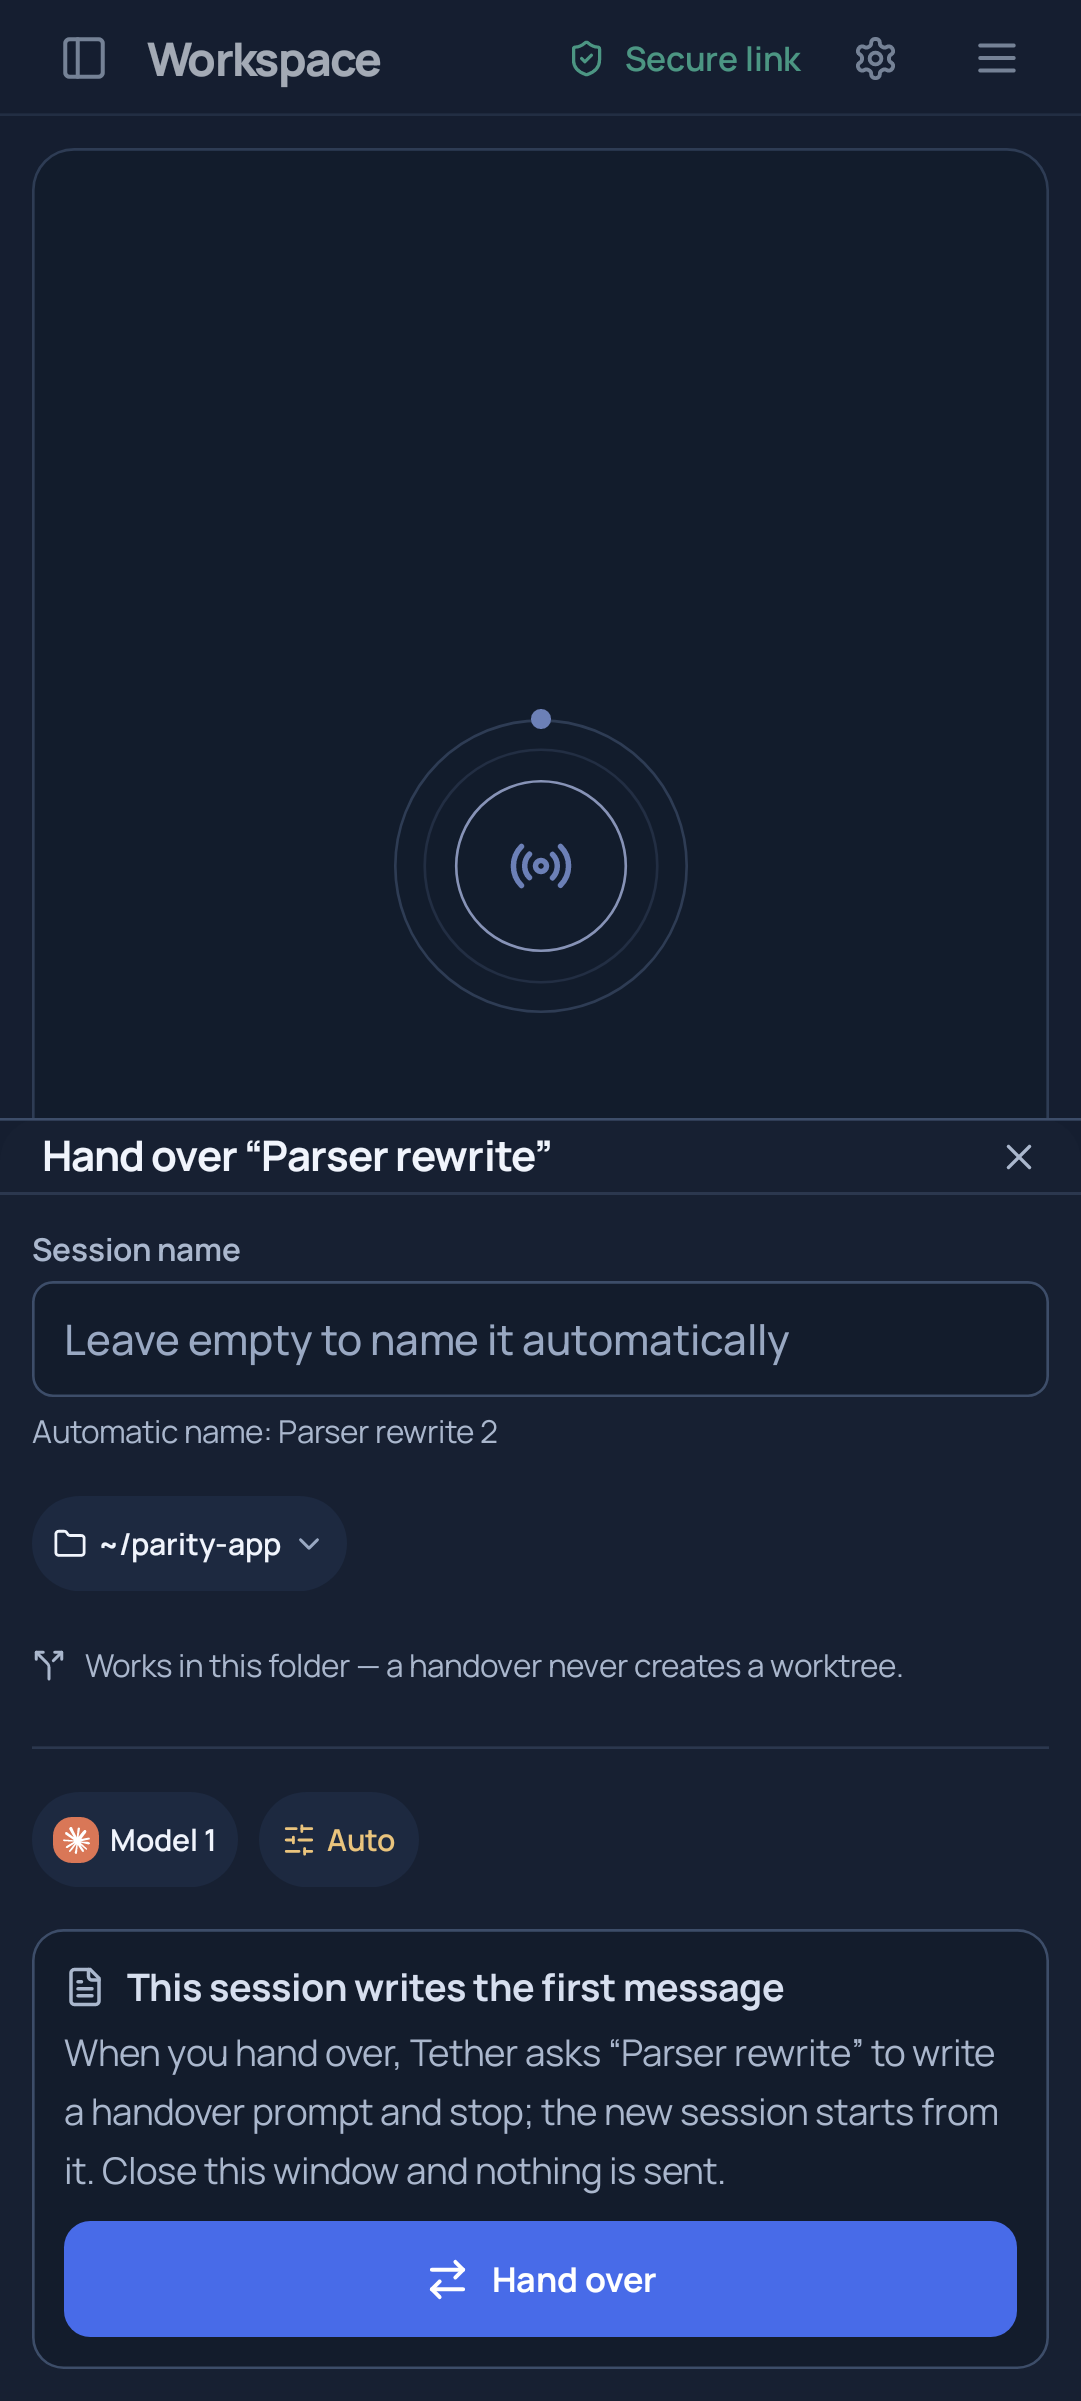 Workspace
Secure link
Hand over “Parser rewrite”
Session name
Leave empty to name it automatically
Automatic name: Parser rewrite 2
~/parity-app
Works in this folder — a handover never creates a worktree.
Model 1
Auto
This session writes the first message
When you hand over, Tether asks “Parser rewrite” to write
a handover prompt and stop; the new session starts from
it. Close this window and nothing is sent.
Hand over